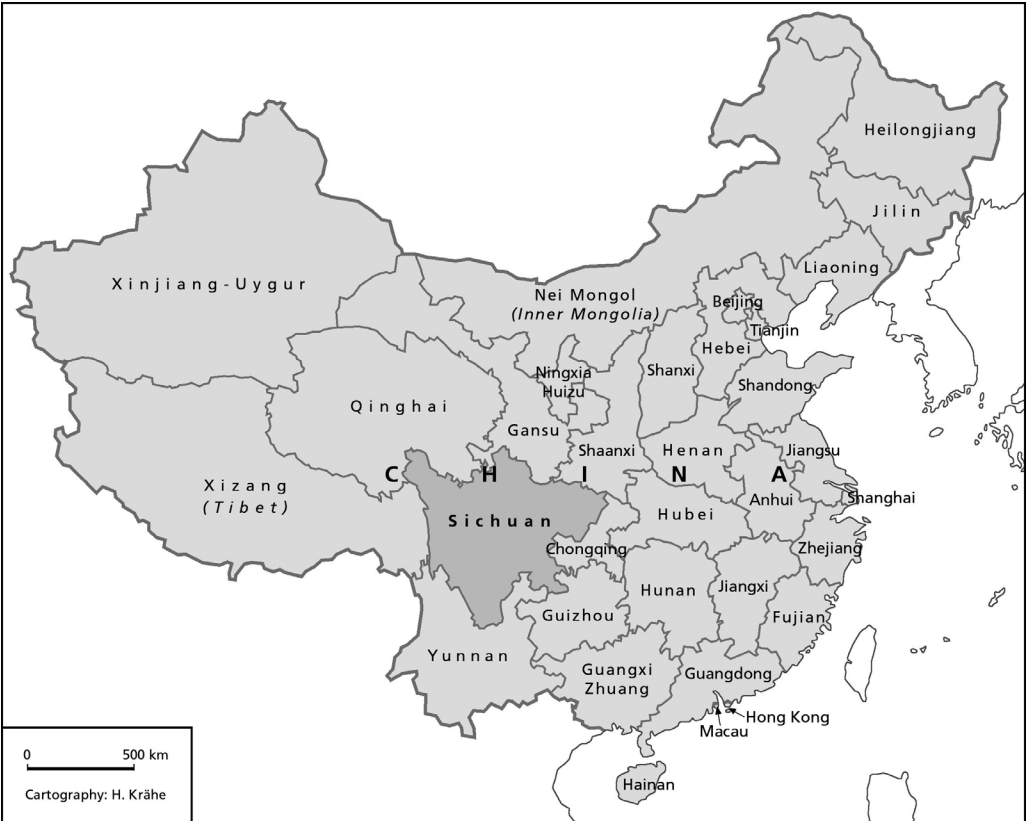 Heilongjiang
Jilin
Liaoning
Xinjiang-Uygur
Nei Mongol
(Inner Mongolia)
Beijing
Tianjin
Hebei
Shanxi
Ningxia
Huizu
Shandong
Qinghai
Gansu
Shaanxi
Henan
Jiangsu
C H I N A
Xizang
(Tibet)
Anhui
Shanghai
Sichuan
Hubei
Chongqing
Zhejiang
Hunan
Jiangxi
Guizhou
Fujian
Yunnan
Guangxi
Zhuang
Guangdong
Hong Kong
Macau
Hainan
0 500 km
Cartography: H. Krähe